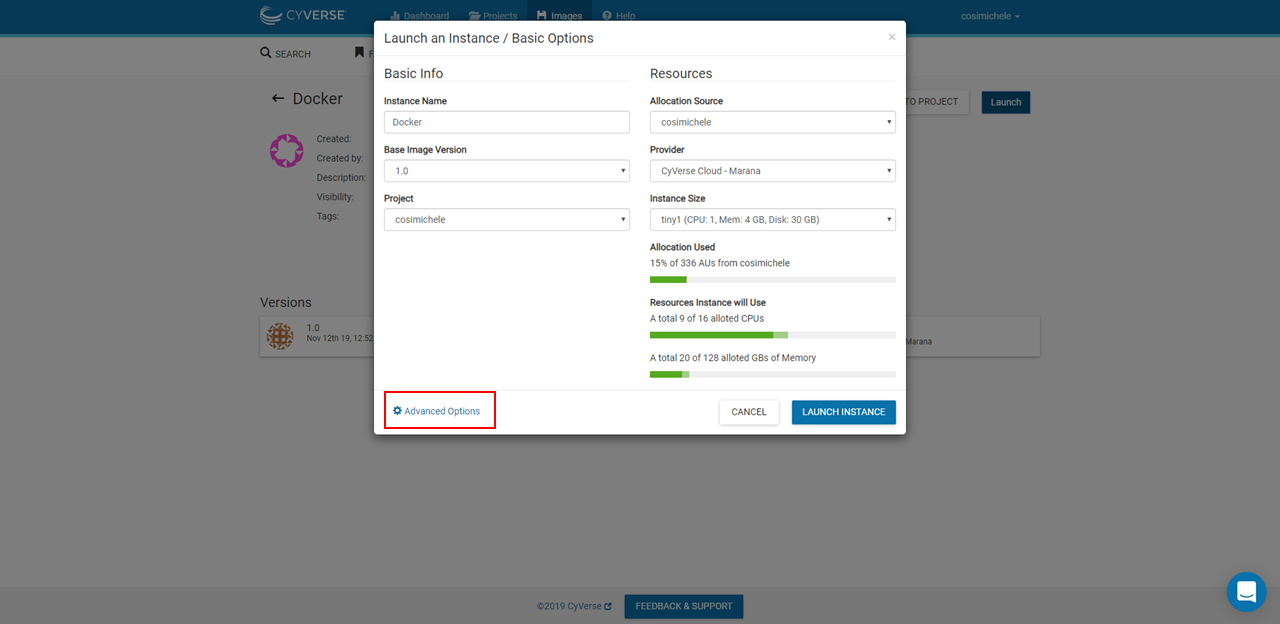 CYVERSE
Dashboard
Projects
Images
Help
cosimichele
SEARCH
Docker
TO PROJECT
Launch
Created:
Created by:
Description:
Visibility:
Tags:
Versions
1.0
Nov 12th 19, 12:52
Marana
Launch an Instance / Basic Options
×
Basic Info
Instance Name
Docker
Base Image Version
1.0
Project
cosimichele
Resources
Allocation Source
cosimichele
Provider
CyVerse Cloud - Marana
Instance Size
tiny1 (CPU: 1, Mem: 4 GB, Disk: 30 GB)
Allocation Used
15% of 336 AUs from cosimichele
Resources Instance will Use
A total 9 of 16 alloted CPUs
A total 20 of 128 alloted GBs of Memory
Advanced Options
CANCEL
LAUNCH INSTANCE
©2019 CyVerse
FEEDBACK & SUPPORT